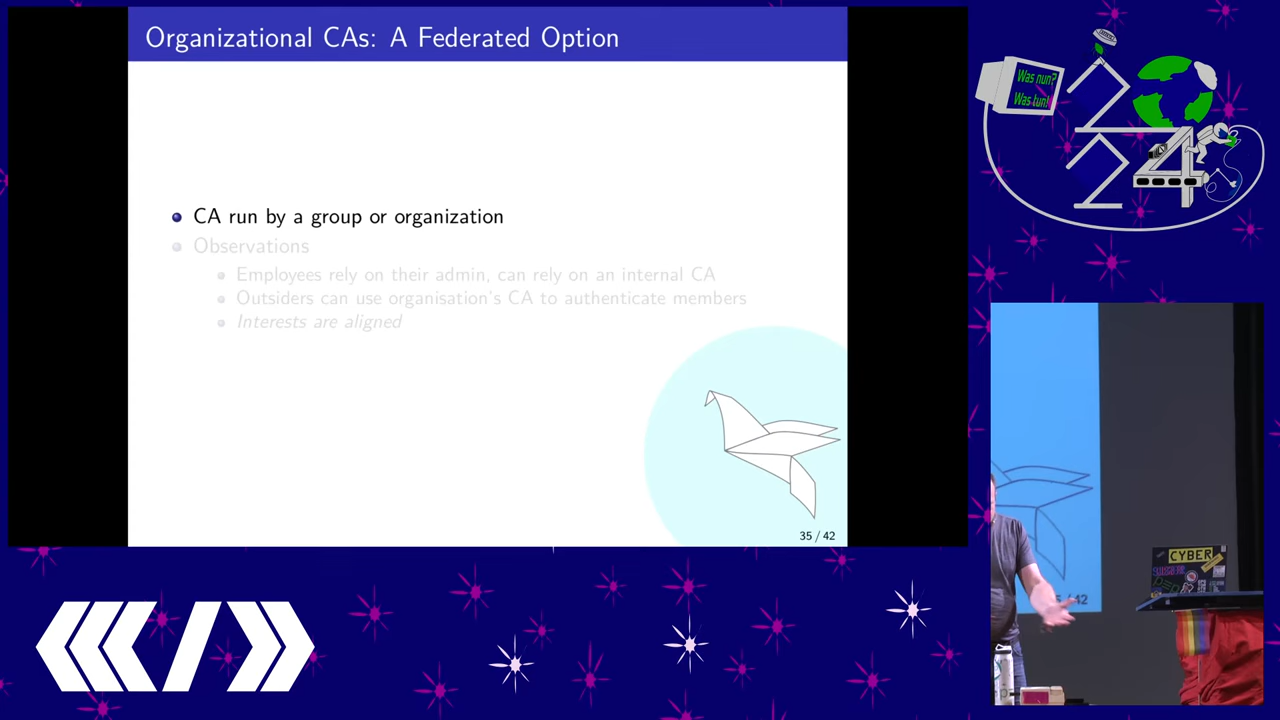 Organizational CAs: A Federated Option
CA run by a group or organization
Observations
Employees rely on their admin, can rely on an internal CA
Outsiders can use organisation's CA to authenticate members
Interests are aligned
35 / 42
Was nun?
Was tun!
2024
CYBER
42